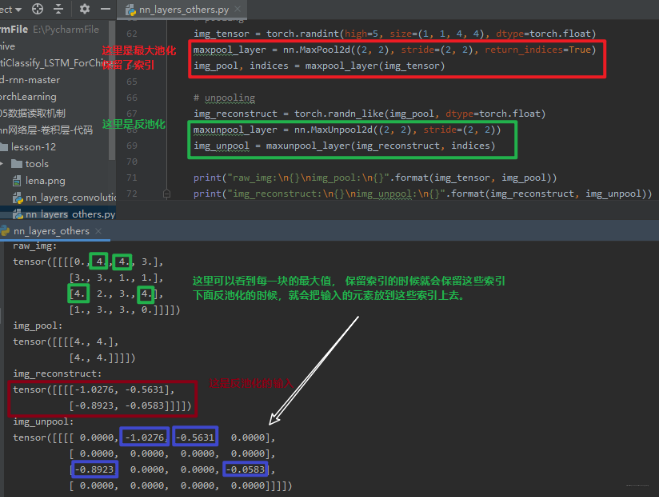 ect
nn_layers_others.py
rmFile
E:\PycharmFile
hive
tiClassify_LSTM_ForChin
d-rnn-master
orchLearning
05数据读取机制
nn网络层-卷积层-代码
lesson-12
tools
lena.png
nn_layers_convolutio
nn_layers_others.py
这里是最大池化
保留了索引
这里是反池化
62 img_tensor = torch.randint(high=5, size=(1, 1, 4, 4), dtype=torch.float)
maxpool_layer = nn.MaxPool2d((2, 2), stride=(2, 2), return_indices=True)
img_pool, indices = maxpool_layer(img_tensor)
# unpooling
img_reconstruct = torch.randn_like(img_pool, dtype=torch.float)
68 maxunpool_layer = nn.MaxUnpool2d((2, 2), stride=(2, 2))
69 img_unpool = maxunpool_layer(img_reconstruct, indices)
70
71 print("raw_img:\n{}\nimg_pool:\n{}".format(img_tensor, img_pool))
72 print("img_reconstruct:\n{}\nimg_unpool:\n{}".format(img_reconstruct, img_unpool))
nn_layers_others
raw_img:
tensor([[[[0., 4., 4., 3.],
[3., 3., 1., 1.],
[4., 2., 3., 4.],
[1., 3., 3., 0.]]]])
这里可以看到每一块的最大值， 保留索引的时候就会保留这些索引
下面反池化的时候，就会把输入的元素放到这些索引上去。
img_pool:
tensor([[[[4., 4.],
[4., 4.]]]])
img_reconstruct:
tensor([[[[-1.0276, -0.5631],
[-0.8923, -0.0583]]]])
这是反池化的输入
img_unpool:
tensor([[[[ 0.0000, -1.0276, -0.5631, 0.0000],
[ 0.0000, 0.0000, 0.0000, 0.0000],
[-0.8923, 0.0000, 0.0000, -0.0583],
[ 0.0000, 0.0000, 0.0000, 0.0000]]]])